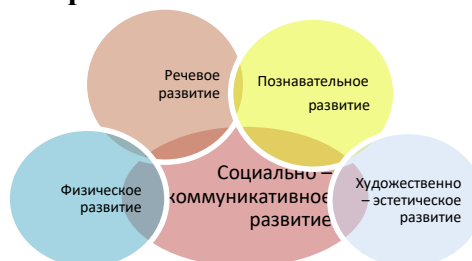 Речевое
развитие
Познавательное
развитие
Физическое
развитие
Социально –
коммуникативное
развитие
Художественно
– эстетическое
развитие